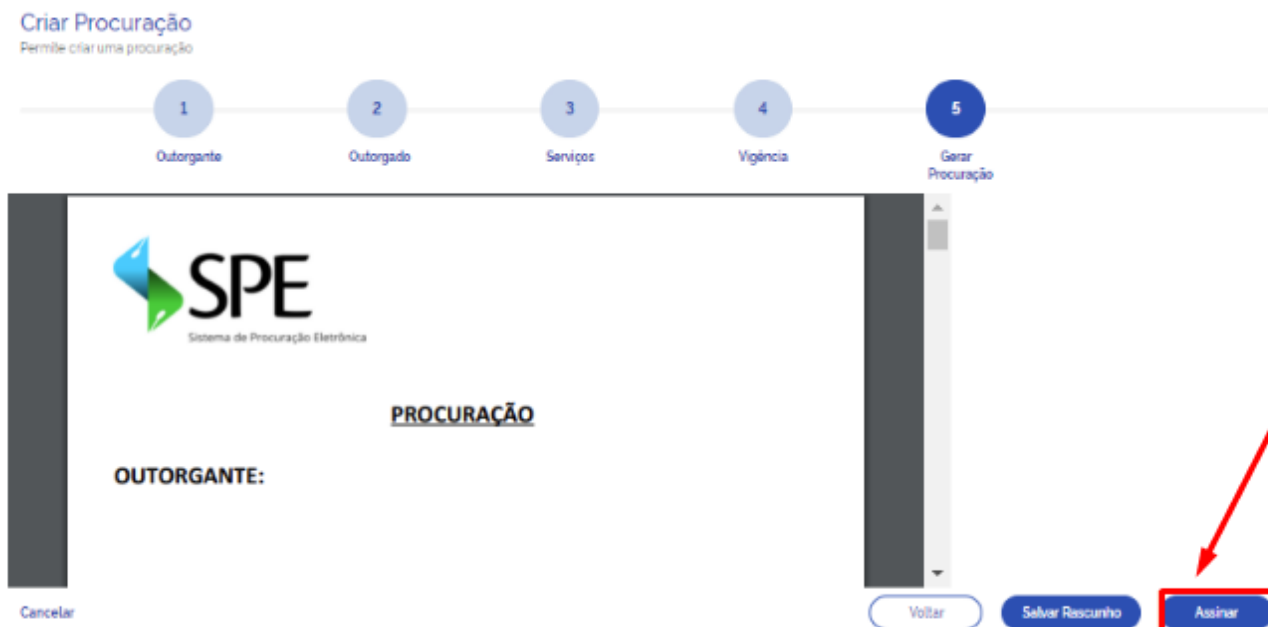 Criar Procuração
Permite criar uma procuração
1
2
3
4
5
Outorgante
Outorgado
Serviços
Vigência
Gerar
Procuração
SPE
Sistema de Procuração Eletrônica
PROCURAÇÃO
OUTORGANTE:
Cancelar
Voltar
Salvar Rascunho
Assinar